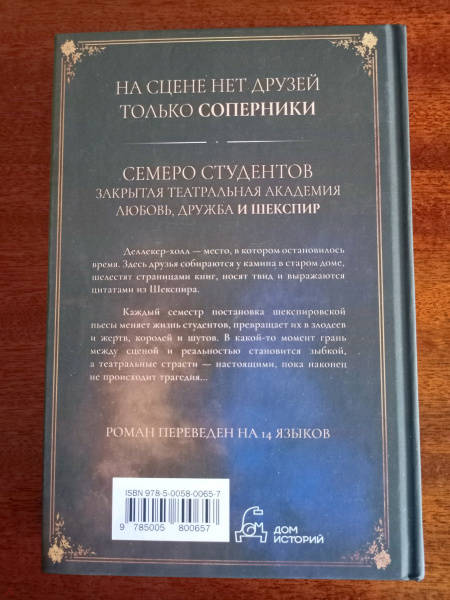 НА СЦЕНЕ НЕТ ДРУЗЕЙ
ТОЛЬКО СОПЕРНИКИ
СЕМЕРО СТУДЕНТОВ
ЗАКРЫТАЯ ТЕАТРАЛЬНАЯ АКАДЕМИЯ
ЛЮБОВЬ, ДРУЖБА И ШЕКСПИР
Деллекер-холл — место, в котором остановилось
время. Здесь друзья собираются у камина в старом доме,
шелестят страницами книг, носят твид и выражаются
цитатами из Шекспира.
Каждый семестр постановка шекспировской
пьесы меняет жизнь студентов, превращает их в злодеев
и жертв, королей и шутов. В какой-то момент грань
между сценой и реальностью становится зыбкой,
а театральные страсти — настоящими, пока наконец
не происходит трагедия...
РОМАН ПЕРЕВЕДЕН НА 14 ЯЗЫКОВ
ISBN 978-5-0058-0065-7
9 785005 800657
ДОМ
ИСТОРИЙ